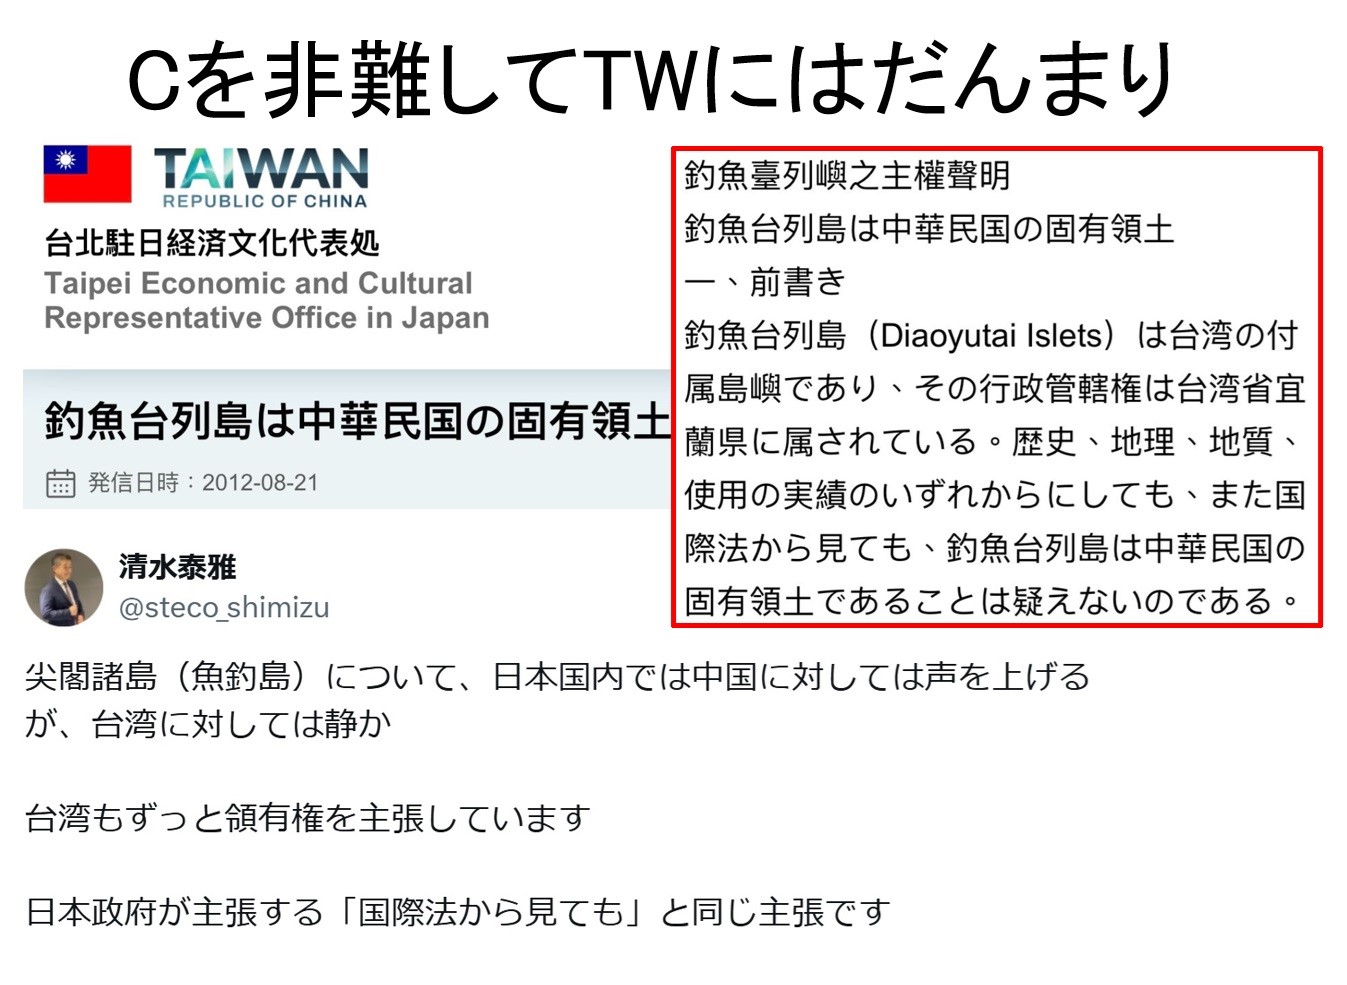 Cを非難してTWにはだんまり
TAIWAN
REPUBLIC OF CHINA
台北駐日経済文化代表処
Taipei Economic and Cultural
Representative Office in Japan
釣魚台列島は中華民国の固有領土
発信日時：2012-08-21
釣魚臺列嶼之主權聲明
釣魚台列島は中華民国の固有領土
一、前書き
釣魚台列島（Diaoyutai Islets）は台湾の付
属島嶼であり、その行政管轄権は台湾省宜
蘭県に属されている。歴史、地理、地質、
使用の実績のいずれからにしても、また国
際法から見ても、釣魚台列島は中華民国の
固有領土であることは疑えないのである。
清水泰雅
@steco_shimizu
尖閣諸島（魚釣島）について、日本国内では中国に対しては声を上げる
が、台湾に対しては静か
台湾もずっと領有権を主張しています
日本政府が主張する「国際法から見ても」と同じ主張です